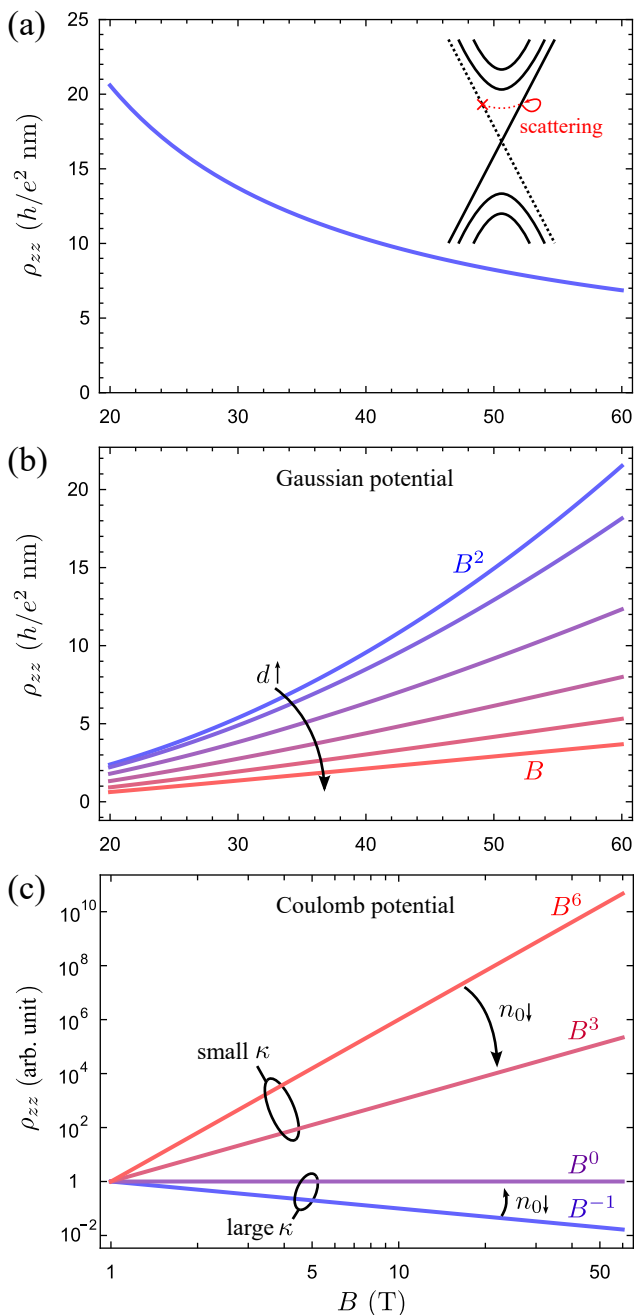 (a)
25
20
15
10
5
0
ρzz (h/e² nm)
scattering
20 30 40 50 60
(b)
Gaussian potential
20
15
10
5
0
ρzz (h/e² nm)
B²
d↑
B
20 30 40 50 60
(c)
Coulomb potential
10¹⁰
10⁸
10⁶
10⁴
10²
1
10⁻²
ρzz (arb. unit)
B⁶
n₀↓
B³
small κ
B⁰
n₀↓
B⁻¹
large κ
1 5 10 50
B (T)